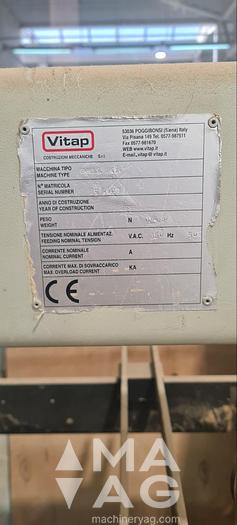 Vitap
COSTRUZIONI MECCANICHE S.r.l.
53036 POGGIBONSI (Siena) Italy
Via Pisana 149 Tel. 0577-987511
Fax 0577-981670
WEB www.vitap.it
E-mail, vitap@vitap.it
MACCHINA TIPO
MACHINE TYPE
N° MATRICOLA
SERIAL NUMBER
ANNO DI COSTRUZIONE
YEAR OF CONSTRUCTION
PESO
WEIGHT N
TENSIONE NOMINALE ALIMENTAZ.
FEEDING NOMINAL TENSION V.A.C. Hz
CORRENTE NOMINALE
NOMINAL CURRENT A
CORRENTE MAX. DI SOVRACCARICO
MAX. OVERLOAD CURRENT KA
CE
MA
AG
machineryag.com